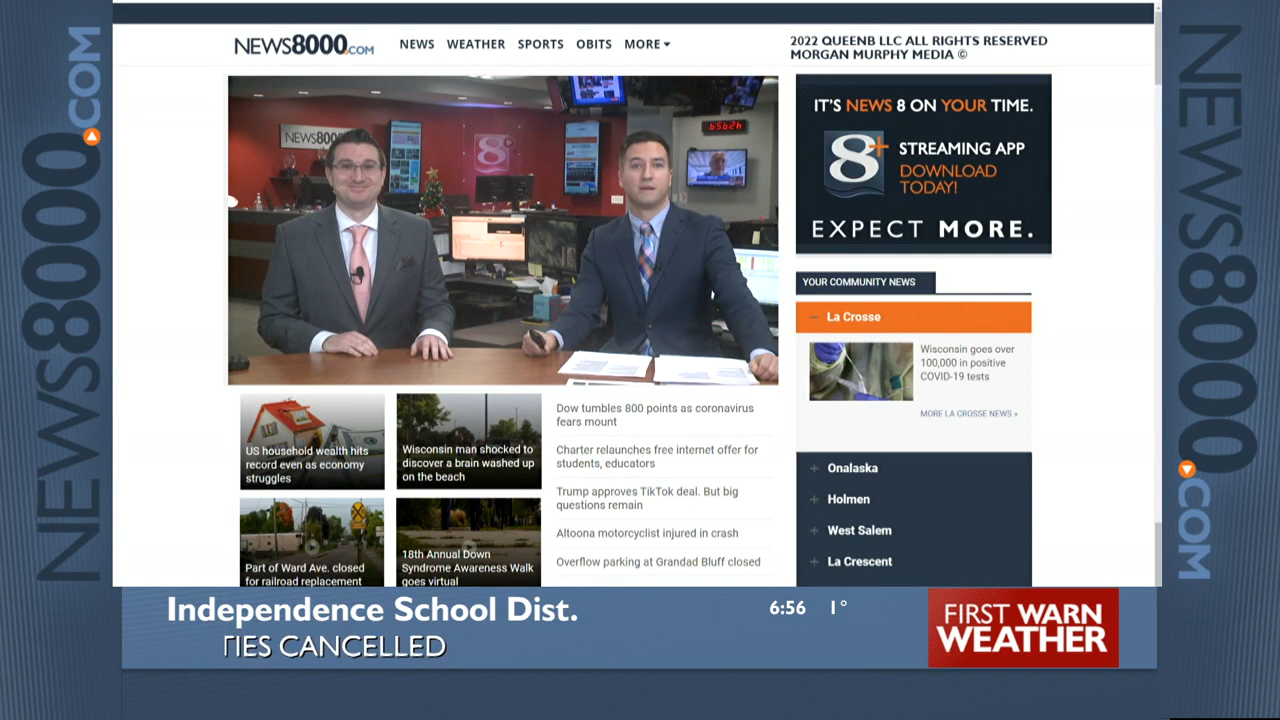 NEWS8000.COM
NEWS8000.COM
NEWS8000.COM
NEWS WEATHER SPORTS OBITS MORE
2022 QUEENB LLC ALL RIGHTS RESERVED
MORGAN MURPHY MEDIA ©
NEWS8000
8
6:56:26
IT'S NEWS 8 ON YOUR TIME.
8+
STREAMING APP
DOWNLOAD
TODAY!
EXPECT MORE.
YOUR COMMUNITY NEWS
La Crosse
Wisconsin goes over
100,000 in positive
COVID-19 tests
MORE LA CROSSE NEWS »
Onalaska
Holmen
West Salem
La Crescent
US household wealth hits
record even as economy
struggles
Wisconsin man shocked to
discover a brain washed up
on the beach
Part of Ward Ave. closed
for railroad replacement
18th Annual Down
Syndrome Awareness Walk
goes virtual
Dow tumbles 800 points as coronavirus
fears mount
Charter relaunches free internet offer for
students, educators
Trump approves TikTok deal. But big
questions remain
Altoona motorcyclist injured in crash
Overflow parking at Grandad Bluff closed
Independence School Dist.
TIES CANCELLED
6:56 1°
FIRST WARN
WEATHER